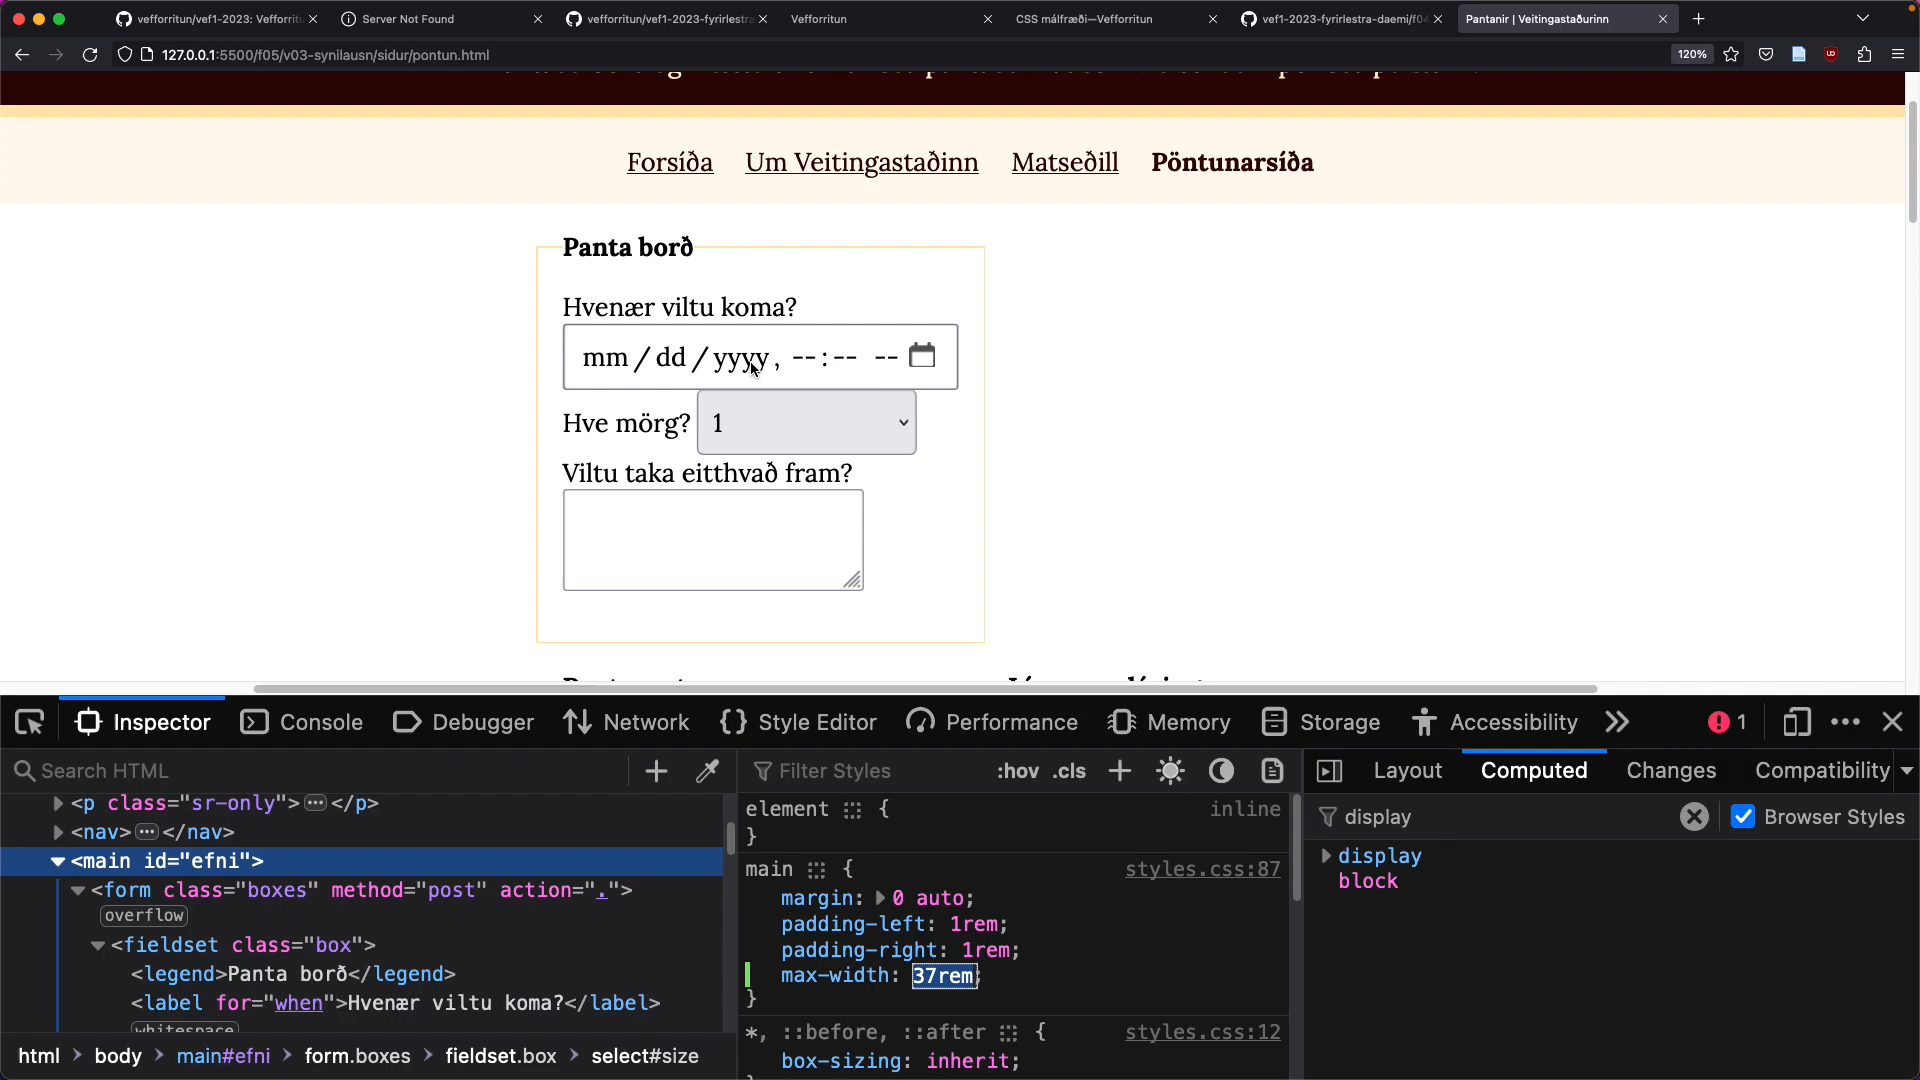 vefforritun/vef1-2023: Vefforritu
Server Not Found
vefforritun/vef1-2023-fyrirlestra
Vefforritun
CSS málfræði—Vefforritun
vef1-2023-fyrirlestra-daemi/f04
Pantanir | Veitingastaðurinn
127.0.0.1:5500/f05/v03-synilausn/sidur/pontun.html
120%
Forsíða Um Veitingastaðinn Matseðill Pöntunarsíða
Panta borð
Hvenær viltu koma?
mm / dd / yyyy , --:-- --
Hve mörg? 1
Viltu taka eitthvað fram?
Inspector Console Debugger Network Style Editor Performance Memory Storage Accessibility 1
Search HTML
<p class="sr-only"> </p>
<nav> </nav>
<main id="efni">
<form class="boxes" method="post" action=".">
overflow
<fieldset class="box">
<legend>Panta borð</legend>
<label for="when">Hvenær viltu koma?</label>
whitespace
html > body > main#efni > form.boxes > fieldset.box > select#size
Filter Styles :hov .cls
element { inline
}
main { styles.css:87
margin: 0 auto;
padding-left: 1rem;
padding-right: 1rem;
max-width: 37rem;
}
*, ::before, ::after { styles.css:12
box-sizing: inherit;
Layout Computed Changes Compatibility
display Browser Styles
display
block